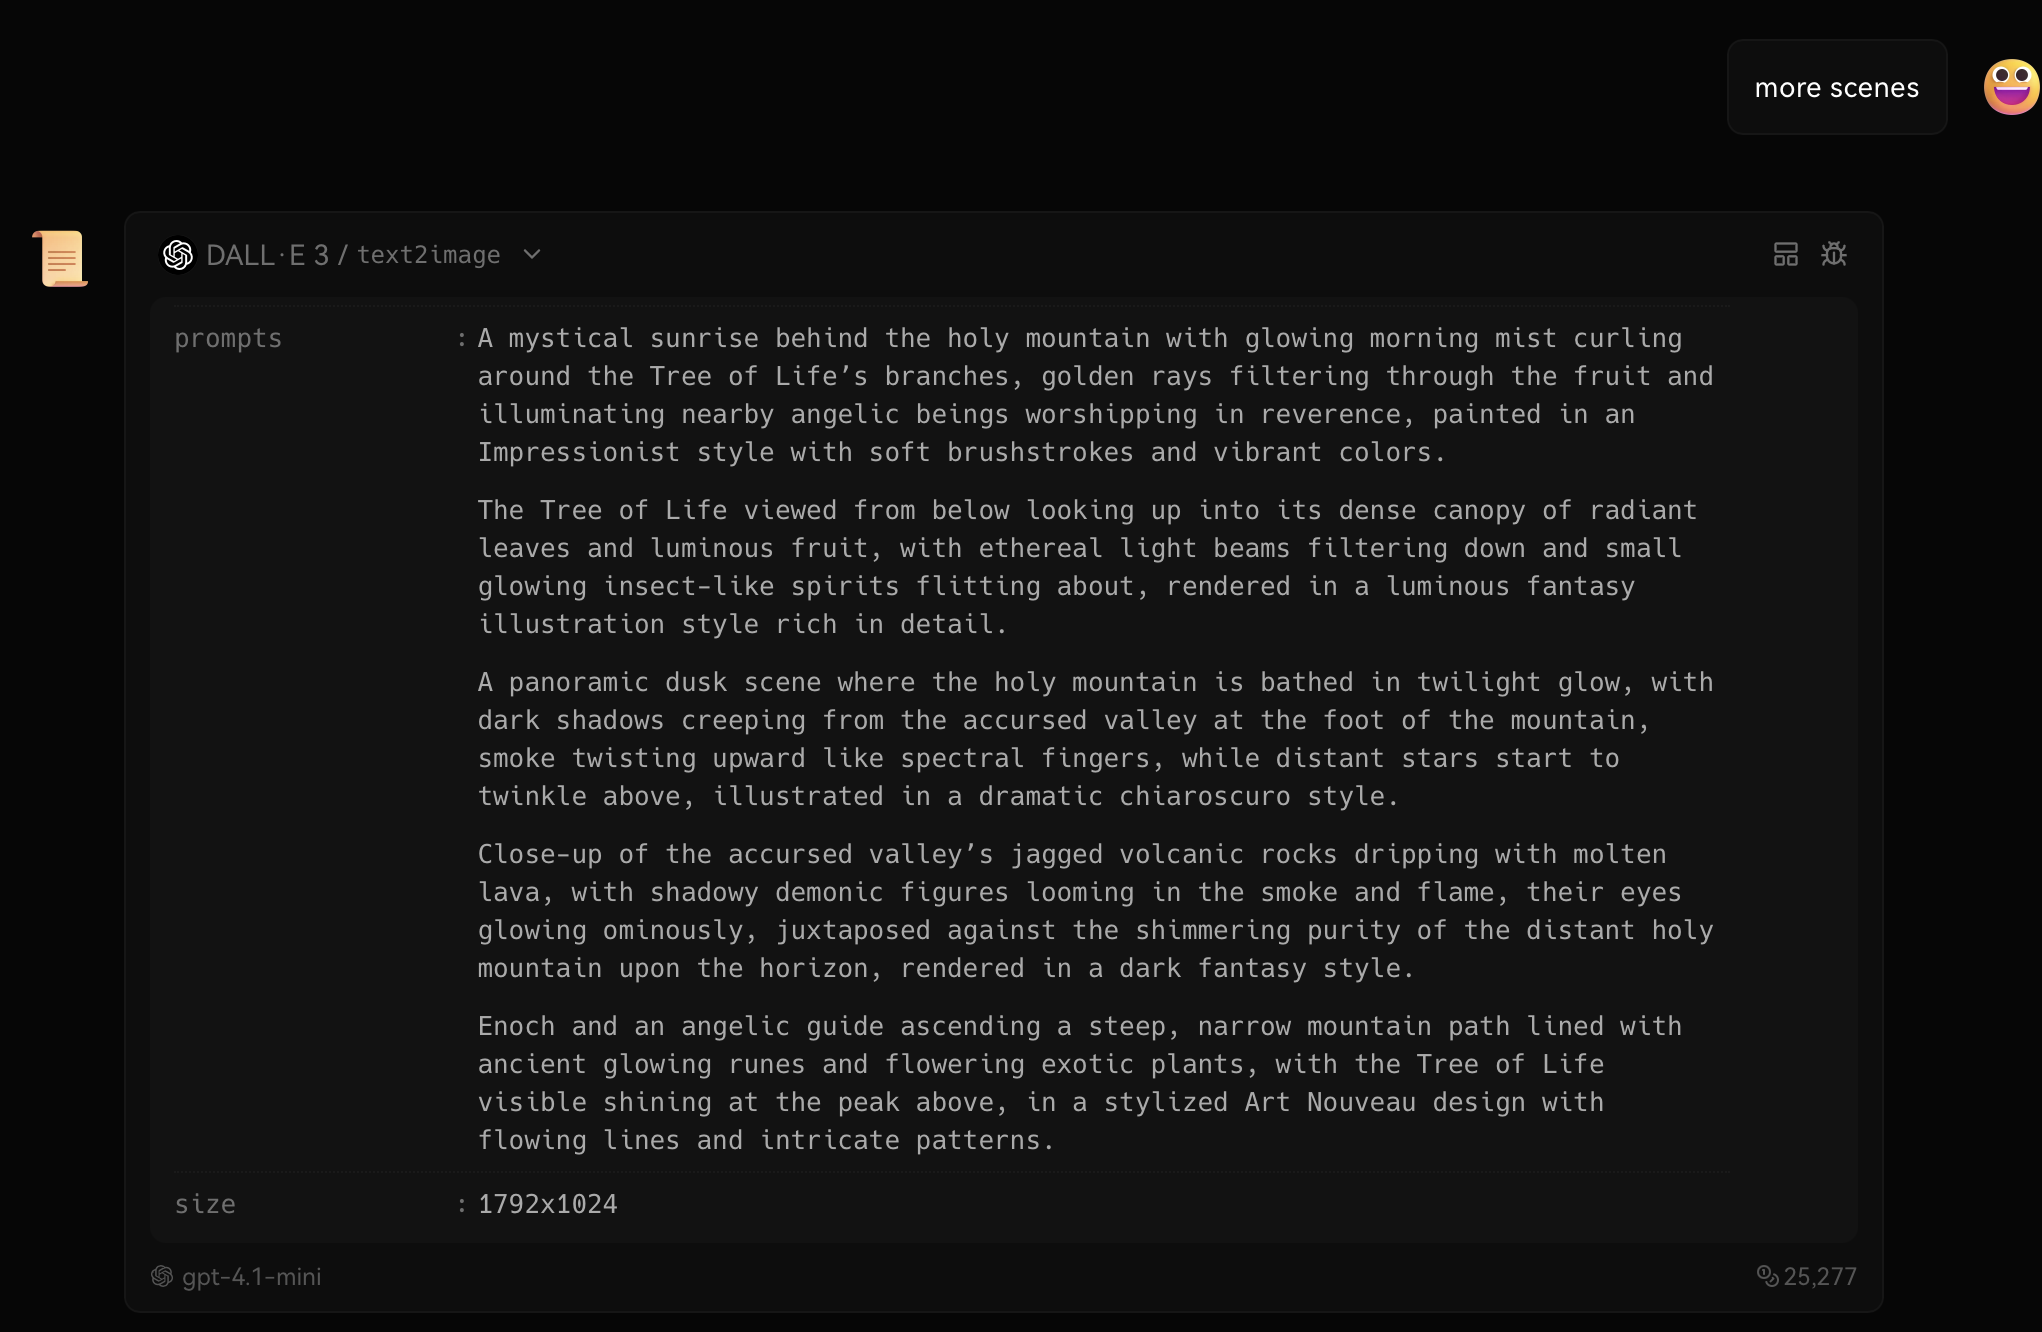 more scenes
DALL·E 3 / text2image
prompts : A mystical sunrise behind the holy mountain with glowing morning mist curling
around the Tree of Life’s branches, golden rays filtering through the fruit and
illuminating nearby angelic beings worshipping in reverence, painted in an
Impressionist style with soft brushstrokes and vibrant colors.
The Tree of Life viewed from below looking up into its dense canopy of radiant
leaves and luminous fruit, with ethereal light beams filtering down and small
glowing insect-like spirits flitting about, rendered in a luminous fantasy
illustration style rich in detail.
A panoramic dusk scene where the holy mountain is bathed in twilight glow, with
dark shadows creeping from the accursed valley at the foot of the mountain,
smoke twisting upward like spectral fingers, while distant stars start to
twinkle above, illustrated in a dramatic chiaroscuro style.
Close-up of the accursed valley’s jagged volcanic rocks dripping with molten
lava, with shadowy demonic figures looming in the smoke and flame, their eyes
glowing ominously, juxtaposed against the shimmering purity of the distant holy
mountain upon the horizon, rendered in a dark fantasy style.
Enoch and an angelic guide ascending a steep, narrow mountain path lined with
ancient glowing runes and flowering exotic plants, with the Tree of Life
visible shining at the peak above, in a stylized Art Nouveau design with
flowing lines and intricate patterns.
size : 1792x1024
gpt-4.1-mini 25,277